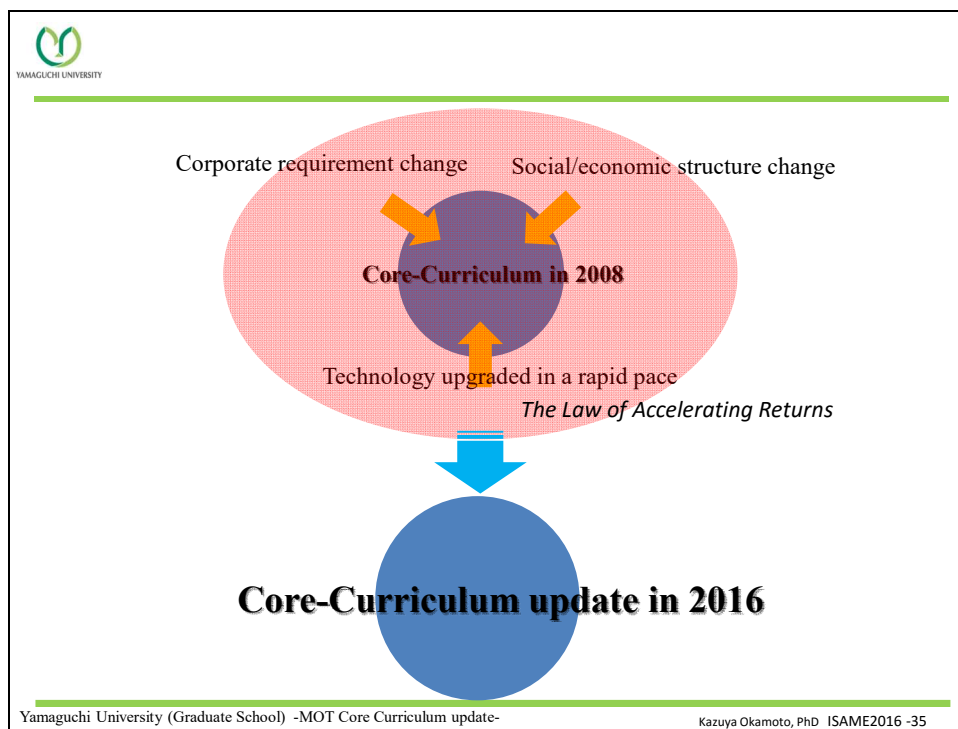 YAMAGUCHI UNIVERSITY
Corporate requirement change
Social/economic structure change
Core-Curriculum in 2008
Technology upgraded in a rapid pace
The Law of Accelerating Returns
Core-Curriculum update in 2016
Yamaguchi University (Graduate School) -MOT Core Curriculum update-
Kazuya Okamoto, PhD ISAME2016 -35